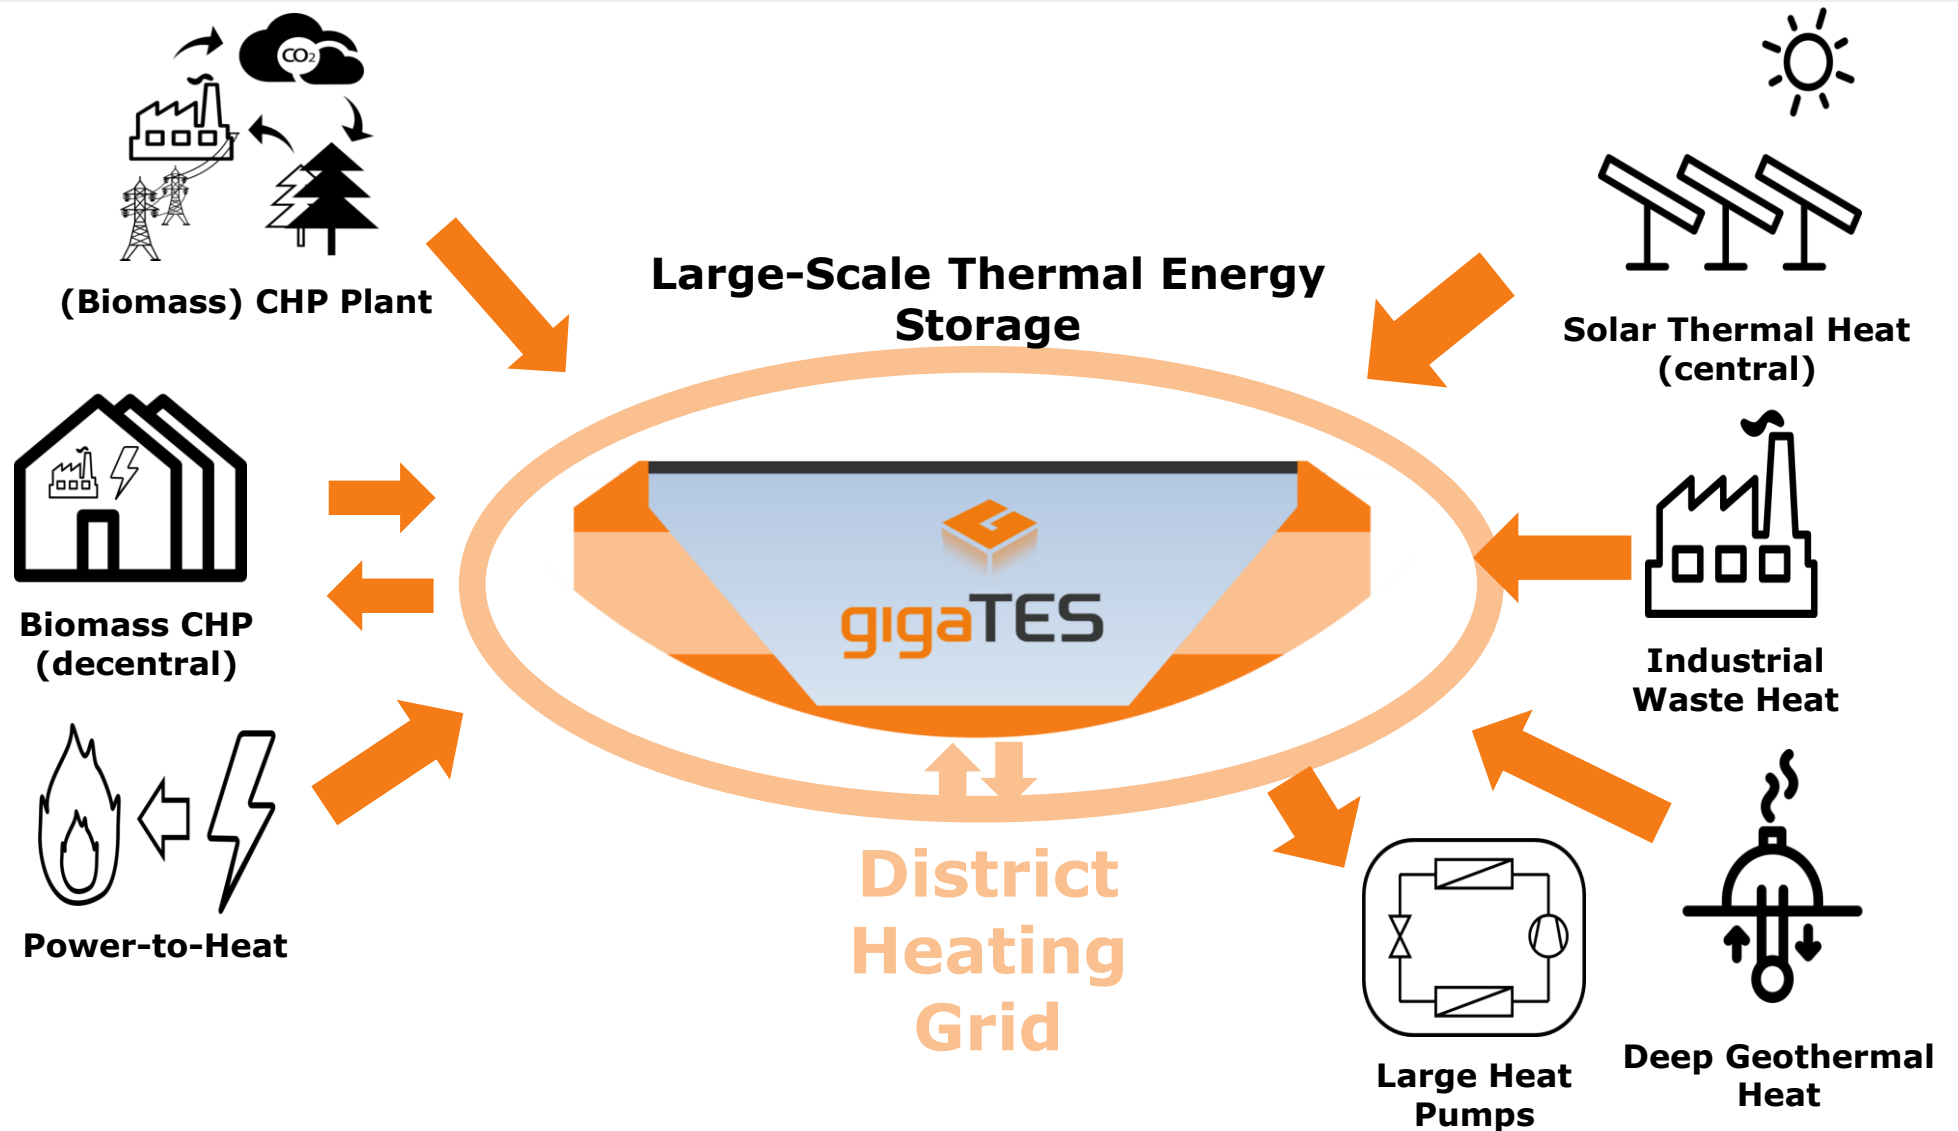 CO2
(Biomass) CHP Plant
Large-Scale Thermal Energy
Storage
Solar Thermal Heat
(central)
gigaTES
Biomass CHP
(decentral)
Industrial
Waste Heat
Power-to-Heat
District
Heating
Grid
Large Heat
Pumps
Deep Geothermal
Heat